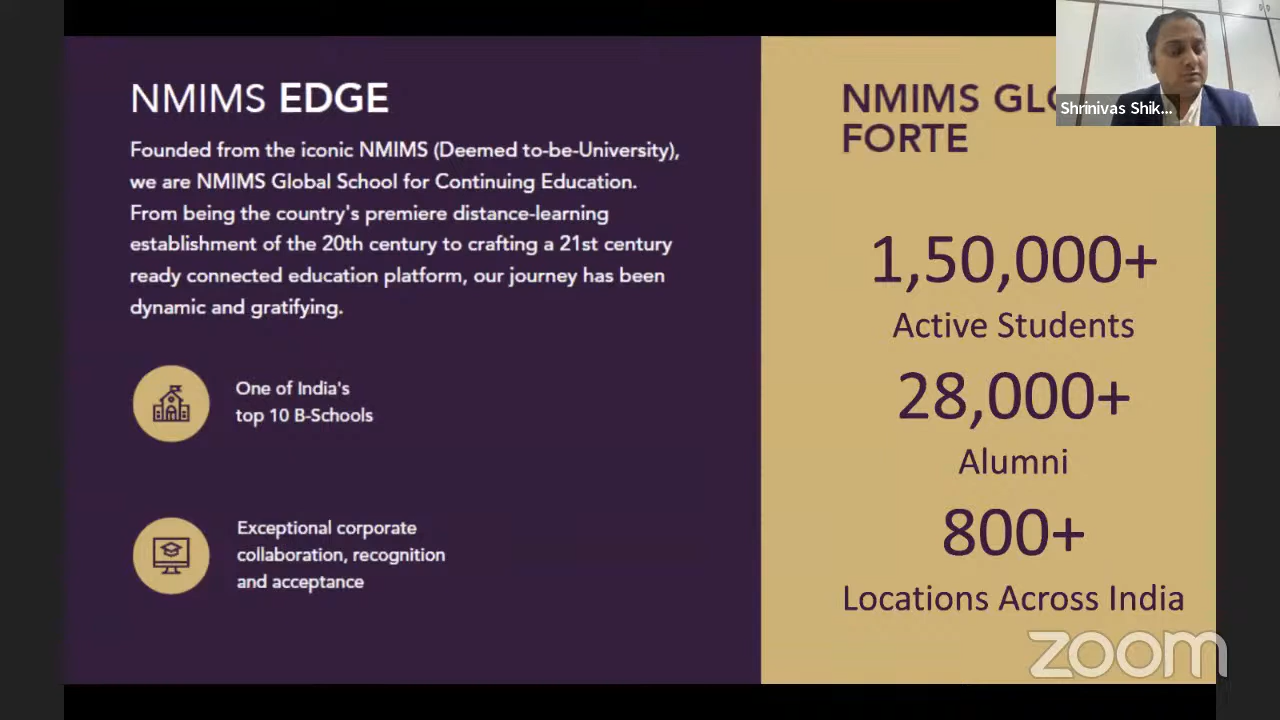 NMIMS EDGE
Founded from the iconic NMIMS (Deemed to-be-University),
we are NMIMS Global School for Continuing Education.
From being the country's premiere distance-learning
establishment of the 20th century to crafting a 21st century
ready connected education platform, our journey has been
dynamic and gratifying.
One of India's
top 10 B-Schools
Exceptional corporate
collaboration, recognition
and acceptance
NMIMS
FORTE
1,50,000+
Active Students
28,000+
Alumni
800+
Locations Across India
Shrinivas Shik...
zoom